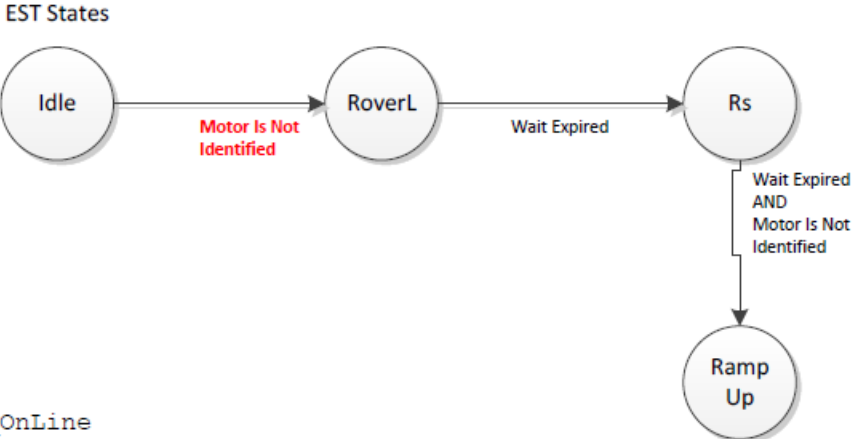 EST States
Idle
RoverL
Rs
Motor Is Not
Identified
Wait Expired
Wait Expired
AND
Motor Is Not
Identified
Ramp
Up
OnLine